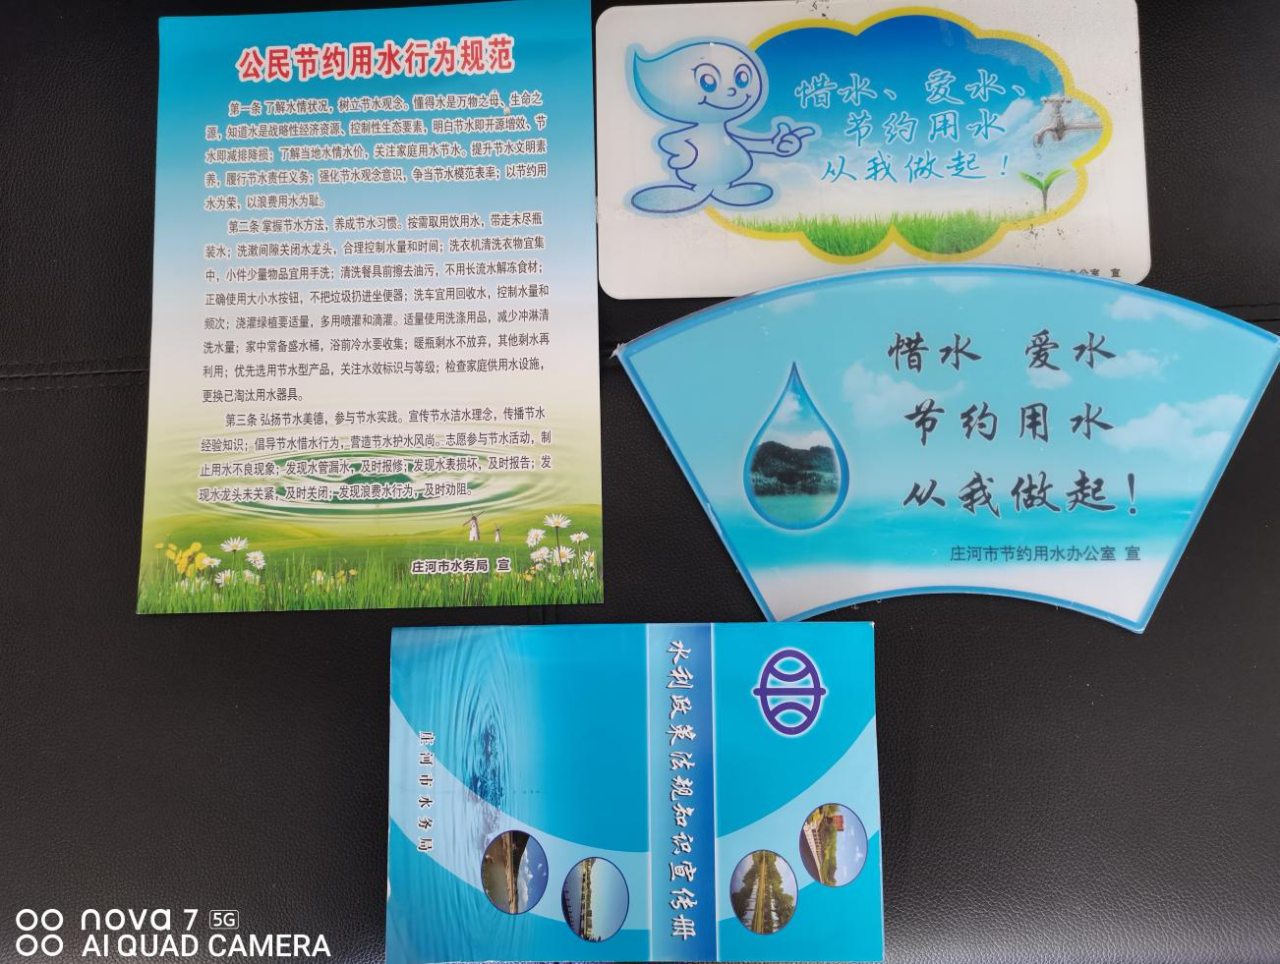 公民节约用水行为规范
第一条 了解水情状况，树立节水观念。懂得水是万物之母、生命之
源，知道水是战略性经济资源、控制性生态要素，明白节水即开源增效、节
水即减排降损；了解当地水情水价，关注家庭用水节水。提升节水文明素
养，履行节水责任义务；强化节水观念意识，争当节水模范表率；以节约用
水为荣，以浪费用水为耻。
第二条 掌握节水方法，养成节水习惯。按需取用饮用水，带走未尽瓶
装水；洗漱间隙关闭水龙头，合理控制水量和时间；洗衣机清洗衣物宜集
中，小件少量物品宜用手洗；清洗餐具前擦去油污，不用长流水解冻食材；
正确使用大小水按钮，不把垃圾扔进坐便器；洗车宜用回收水，控制水量和
频次；浇灌绿植要适量，多用喷灌和滴灌。适量使用洗涤用品，减少冲淋清
洗水量；家中常备盛水桶，浴前冷水要收集；暖瓶剩水不放弃，其他剩水再
利用；优先选用节水型产品，关注水效标识与等级；检查家庭供用水设施，
更换已淘汰用水器具。
第三条 弘扬节水美德，参与节水实践。宣传节水洁水理念，传播节水
经验知识；倡导节水惜水行为，营造节水护水风尚。志愿参与节水活动，制
止用水不良现象；发现水管漏水，及时报修；发现水表损坏，及时报告；发
现水龙头未关紧，及时关闭；发现浪费水行为，及时劝阻。
庄河市水务局 宣
惜水、爱水、
节约用水
从我做起！
公室 宣
惜水 爱水
节约用水
从我做起！
庄河市节约用水办公室 宣
水利政策法规知识宣传册
庄河市水务局
nova 7 5G
AI QUAD CAMERA